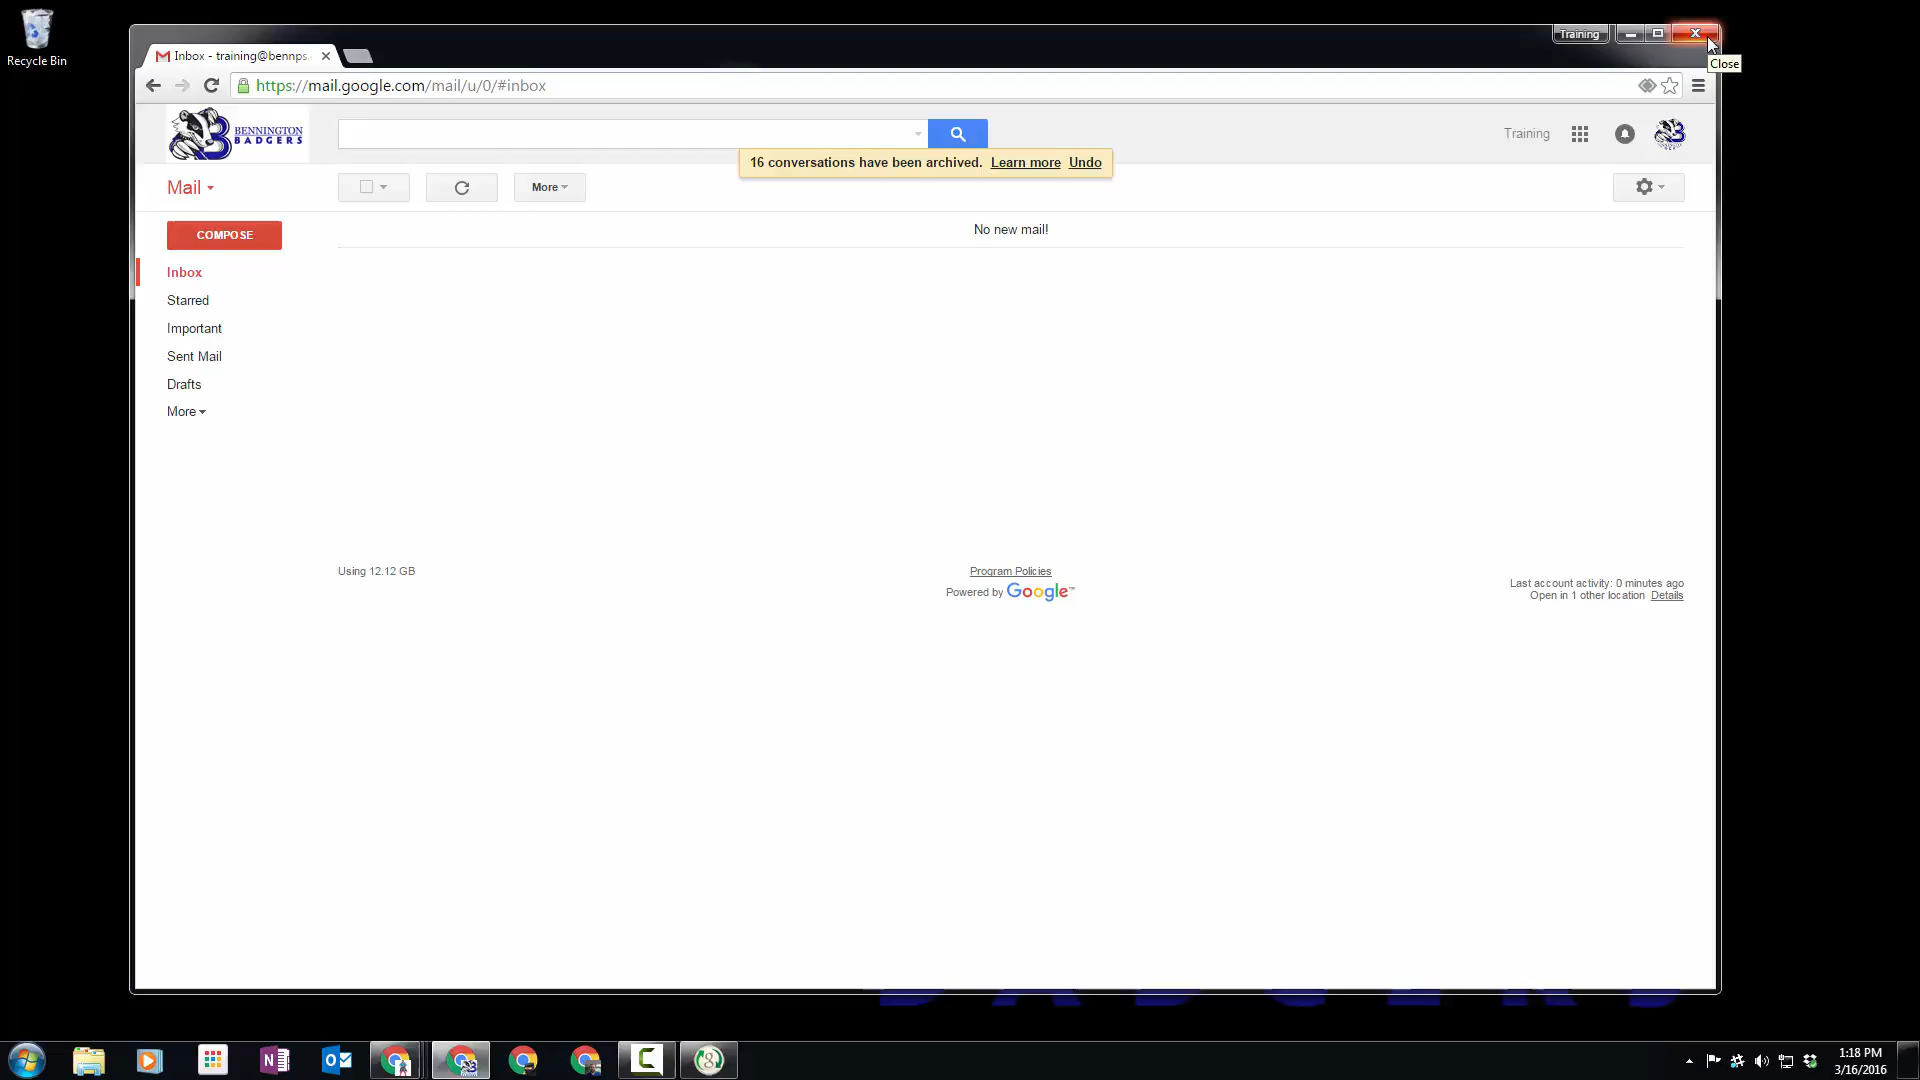 Recycle Bin
Training
Inbox - training@bennps.
Close
https://mail.google.com/mail/u/0/#inbox
BENNINGTON
BADGERS
Training
16 conversations have been archived. Learn more Undo
Mail
More
COMPOSE
No new mail!
Inbox
Starred
Important
Sent Mail
Drafts
More
Using 12.12 GB
Program Policies
Powered by Google™
Last account activity: 0 minutes ago
Open in 1 other location Details
1:18 PM
3/16/2016